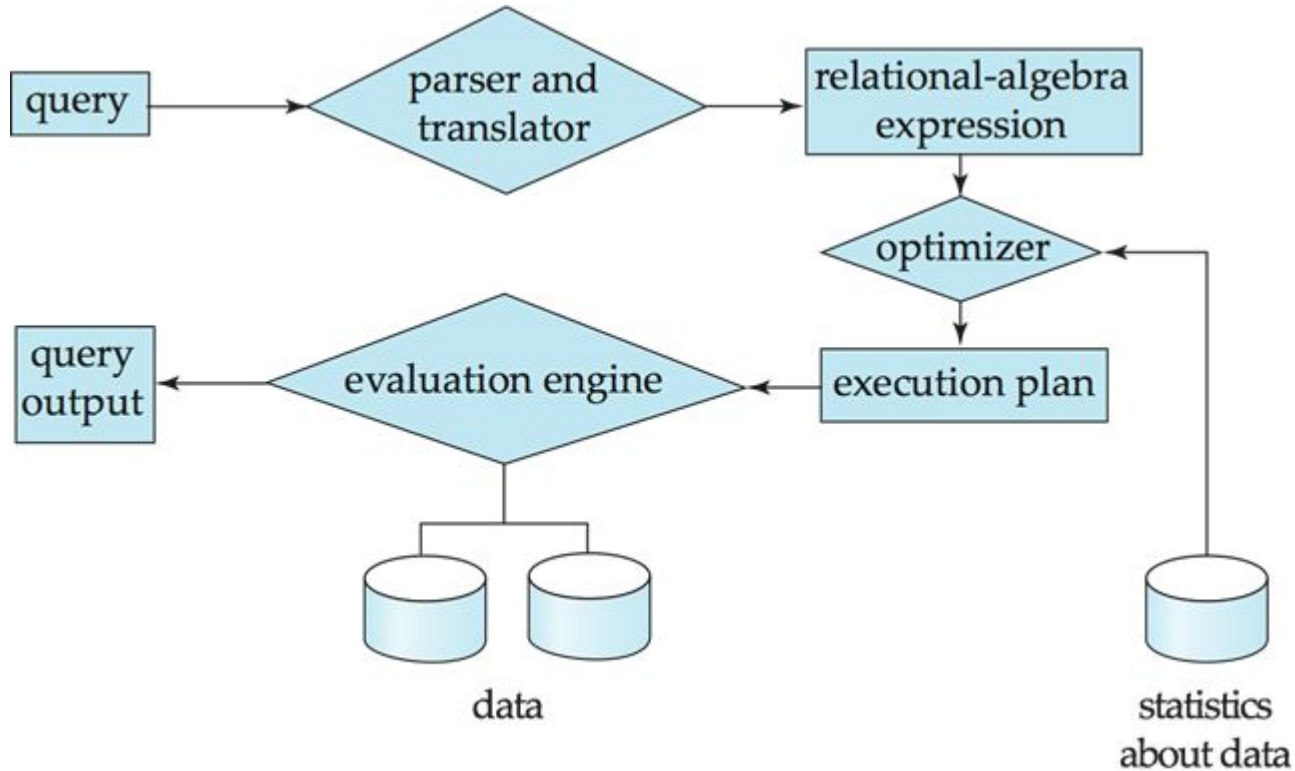 query
parser and
translator
relational-algebra
expression
optimizer
query
output
evaluation engine
execution plan
data
statistics
about data